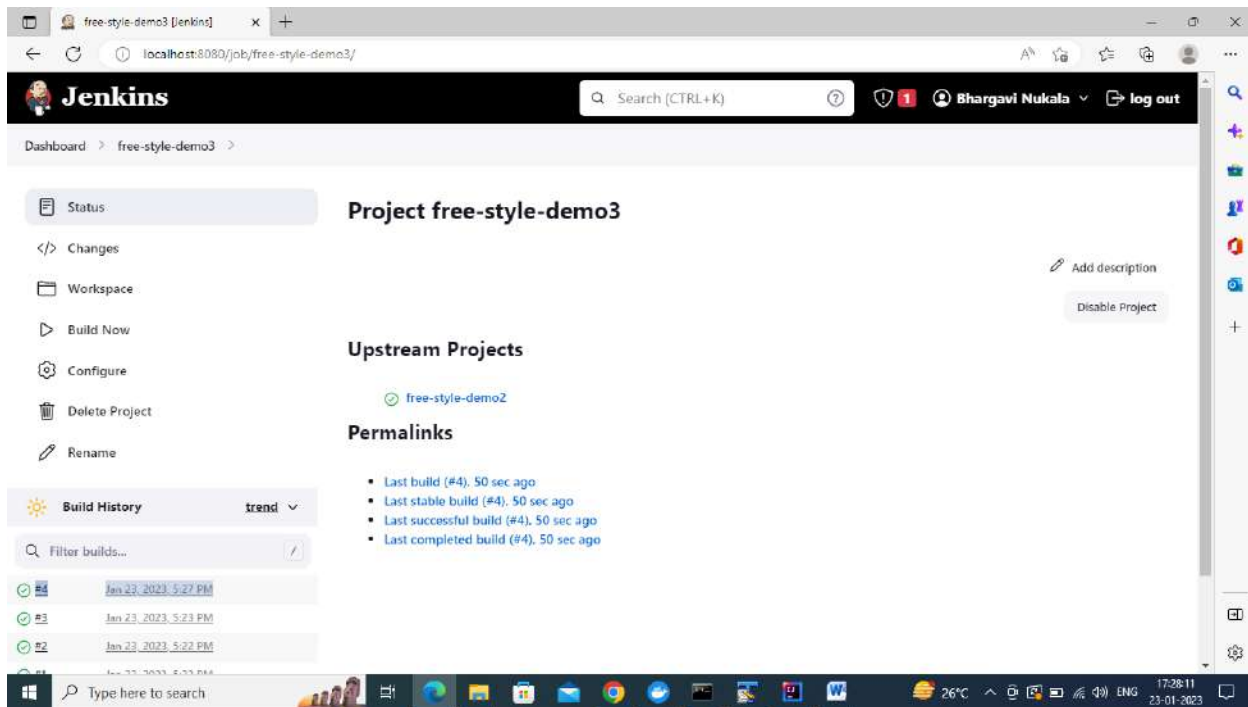 free-style-demo3 [Jenkins]
localhost:8080/job/free-style-demo3/
Jenkins
Search (CTRL+K)
1
Bhargavi Nukala
log out
Dashboard > free-style-demo3 >
Status
Changes
Workspace
Build Now
Configure
Delete Project
Rename
Build History
trend
Filter builds...
/
#4 Jan 23, 2023, 5:27 PM
#3 Jan 23, 2023, 5:23 PM
#2 Jan 23, 2023, 5:22 PM
Project free-style-demo3
Add description
Disable Project
Upstream Projects
free-style-demo2
Permalinks
Last build (#4), 50 sec ago
Last stable build (#4), 50 sec ago
Last successful build (#4), 50 sec ago
Last completed build (#4), 50 sec ago
Type here to search
26°C
ENG
17:28:11
23-01-2023